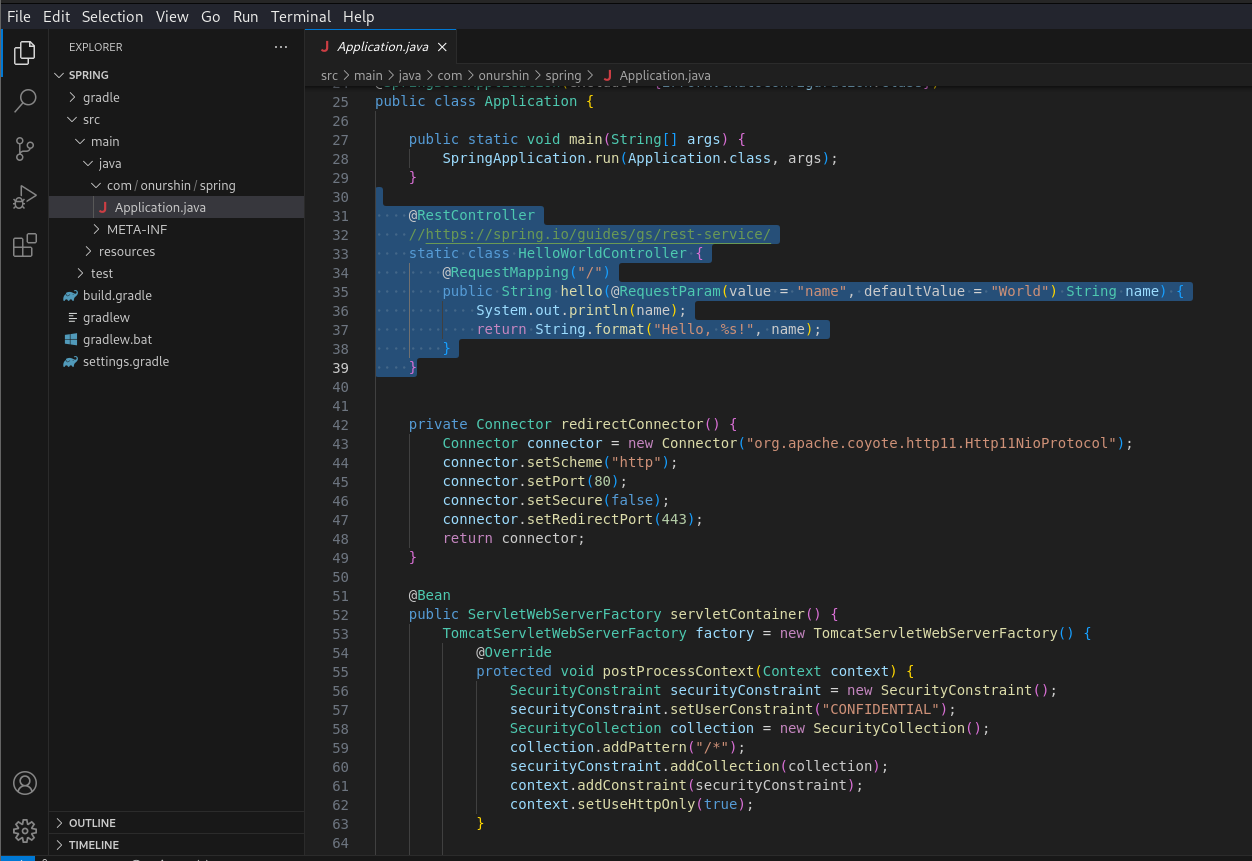 File Edit Selection View Go Run Terminal Help
EXPLORER ···
SPRING
gradle
src
main
java
com / onurshin / spring
J Application.java
META-INF
resources
test
build.gradle
gradlew
gradlew.bat
settings.gradle
OUTLINE
TIMELINE
J Application.java ×
src > main > java > com > onurshin > spring > J Application.java
25 public class Application {
26
27 public static void main(String[] args) {
28 SpringApplication.run(Application.class, args);
29 }
30
31 @RestController
32 //https://spring.io/guides/gs/rest-service/
33 static class HelloWorldController {
34 @RequestMapping("/")
35 public String hello(@RequestParam(value = "name", defaultValue = "World") String name) {
36 System.out.println(name);
37 return String.format("Hello, %s!", name);
38 }
39 }
40
41
42 private Connector redirectConnector() {
43 Connector connector = new Connector("org.apache.coyote.http11.Http11NioProtocol");
44 connector.setScheme("http");
45 connector.setPort(80);
46 connector.setSecure(false);
47 connector.setRedirectPort(443);
48 return connector;
49 }
50
51 @Bean
52 public ServletWebServerFactory servletContainer() {
53 TomcatServletWebServerFactory factory = new TomcatServletWebServerFactory() {
54 @Override
55 protected void postProcessContext(Context context) {
56 SecurityConstraint securityConstraint = new SecurityConstraint();
57 securityConstraint.setUserConstraint("CONFIDENTIAL");
58 SecurityCollection collection = new SecurityCollection();
59 collection.addPattern("/*");
60 securityConstraint.addCollection(collection);
61 context.addConstraint(securityConstraint);
62 context.setUseHttpOnly(true);
63 }
64